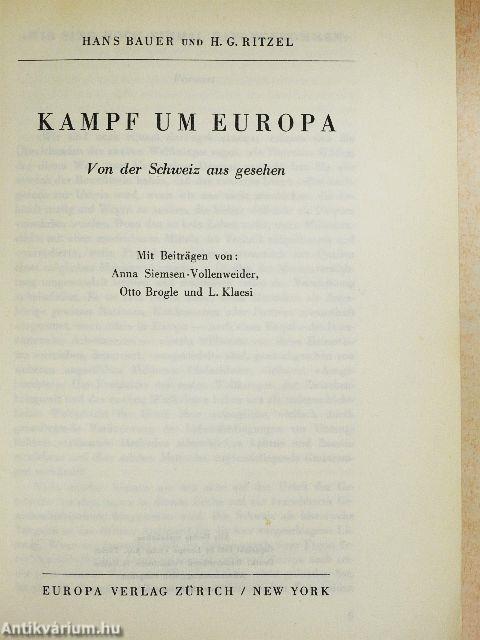 HANS BAUER UND H. G. RITZEL
KAMPF UM EUROPA
Von der Schweiz aus gesehen
Mit Beiträgen von:
Anna Siemsen-Vollenweider,
Otto Brogle und L. Klaesi
EUROPA VERLAG ZÜRICH / NEW YORK
Antikvárium.hu